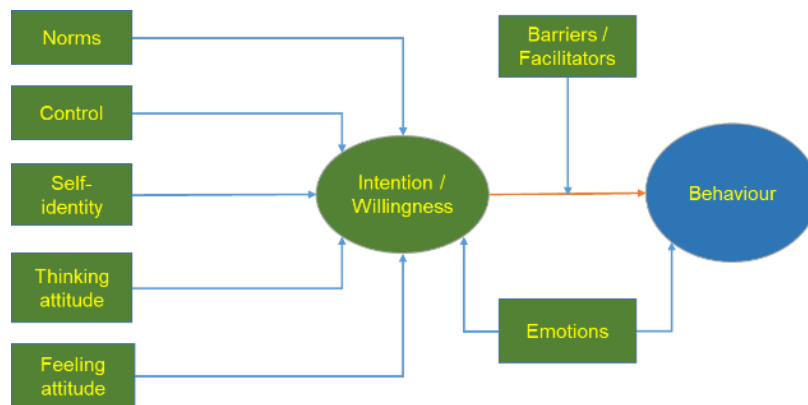 Norms
Control
Self-
identity
Thinking
attitude
Feeling
attitude
Intention /
Willingness
Barriers /
Facilitators
Emotions
Behaviour